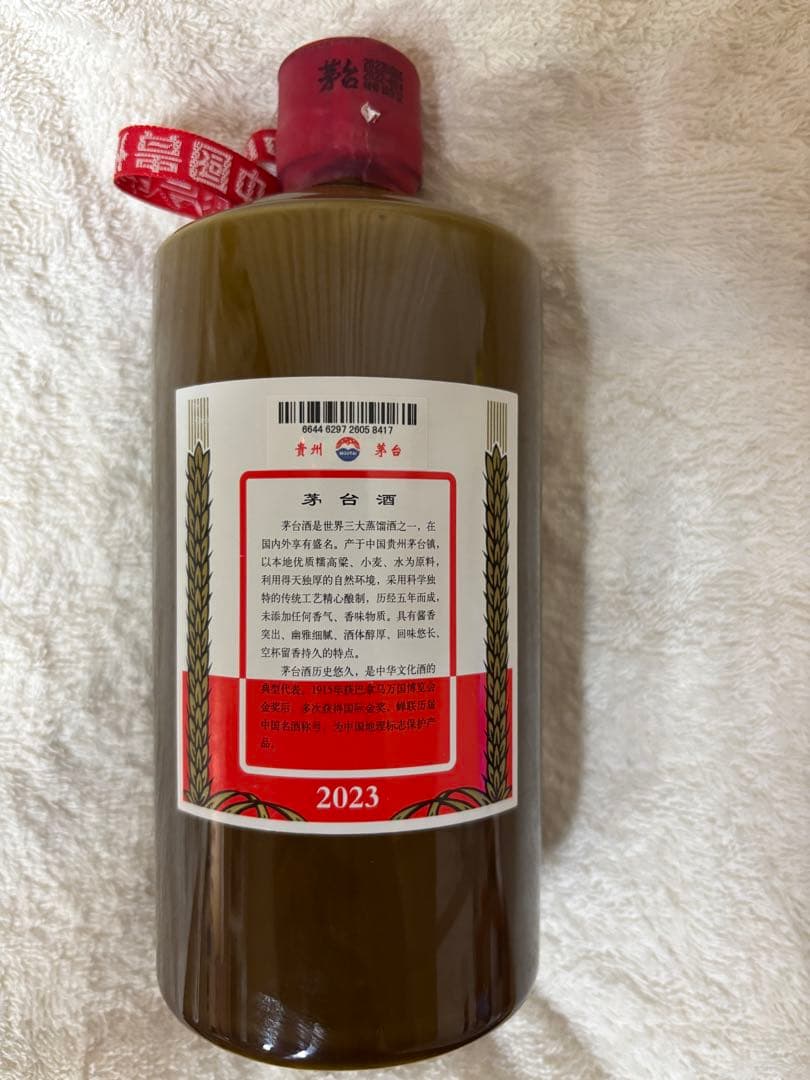 茅台
中国贵
6644 6297 2605 8417
貴州
MOUTAI
茅台
茅台酒
茅台酒是世界三大蒸馏酒之一，在
国内外享有盛名。产于中国贵州茅台镇，
以本地优质糯高粱、小麦、水为原料，
利用得天独厚的自然环境，采用科学独
特的传统工艺精心酿制，历经五年而成，
未添加任何香气、香味物质。具有酱香
突出、幽雅细腻、酒体醇厚、回味悠长、
空杯留香持久的特点。
茅台酒历史悠久，是中华文化酒的
典型代表。1915年获巴拿马万国博览会
金奖后，多次获得国际金奖、蝉联历届
中国名酒称号，为中国地理标志保护产
品。
2023